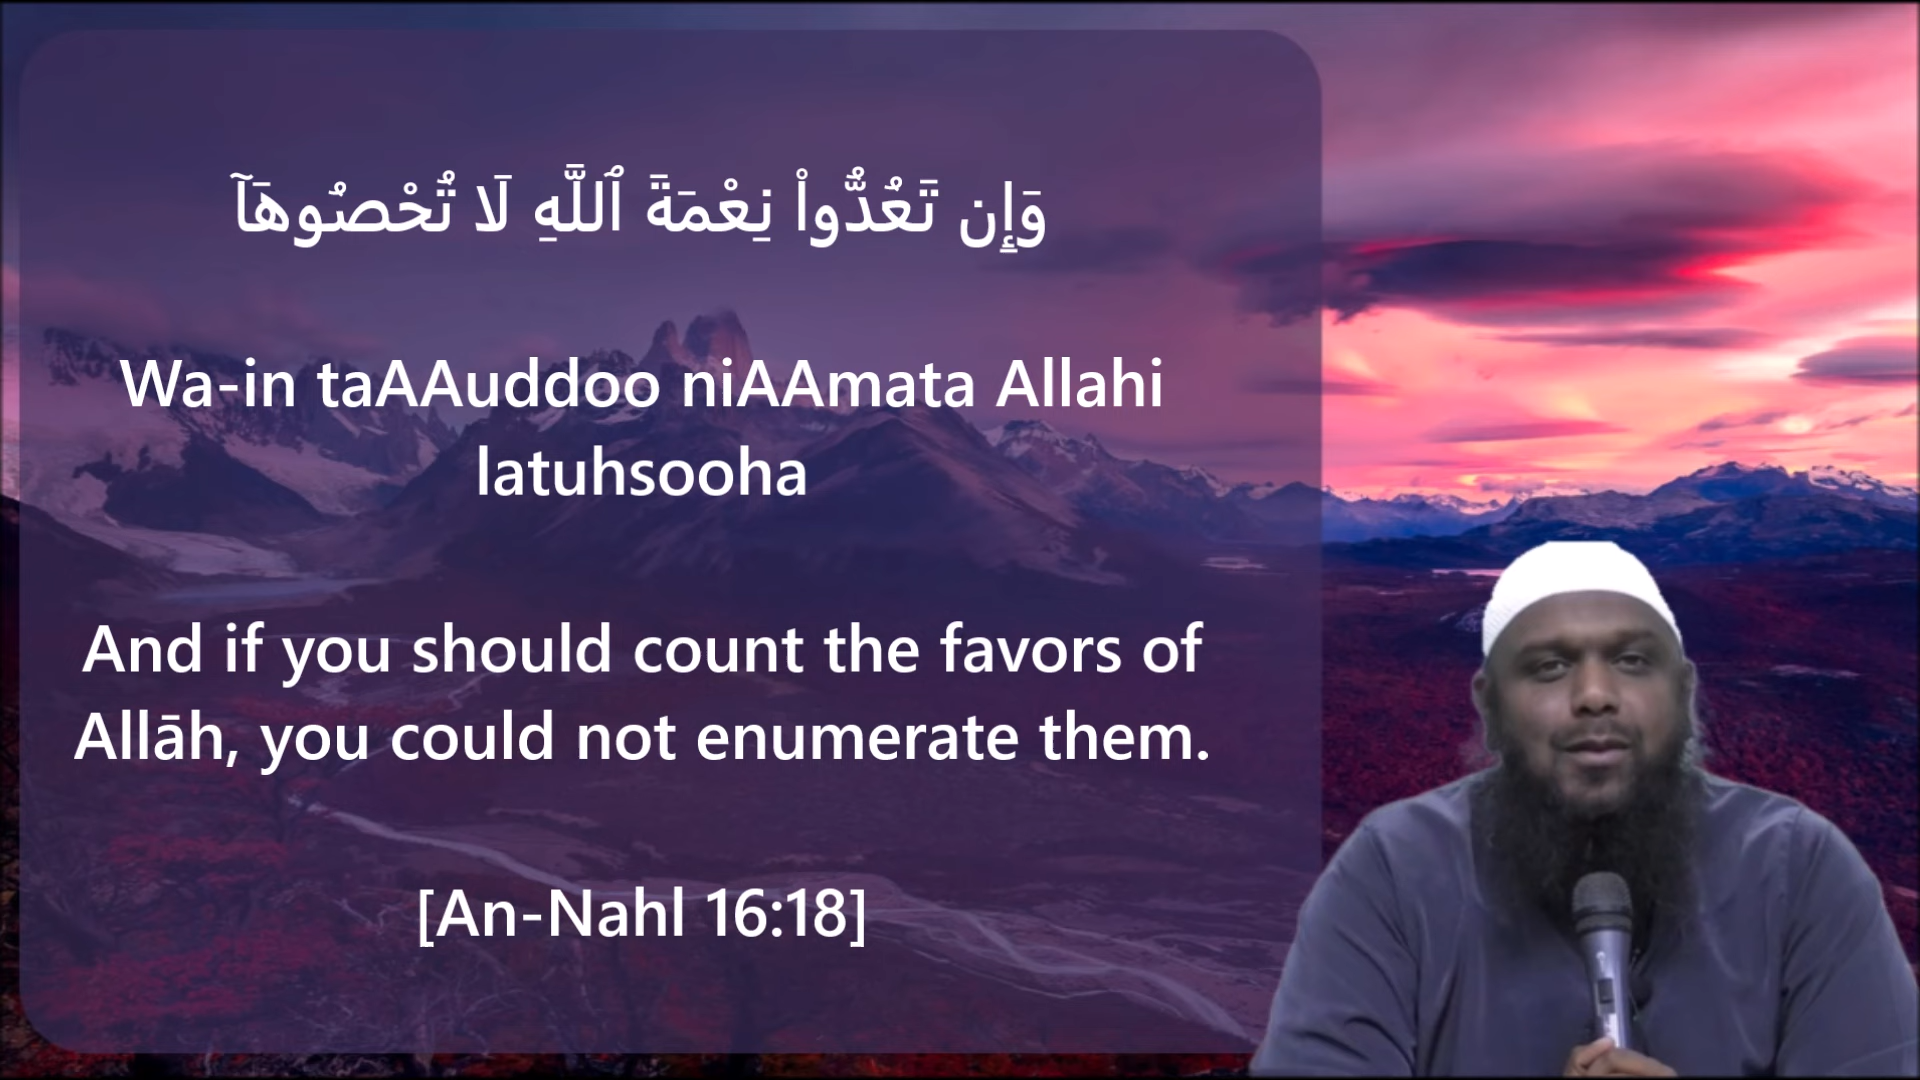 وَإِن تَعُدُّوا۟ نِعْمَةَ ٱللَّهِ لَا تُحْصُوهَآ
Wa-in taAAuddoo niAAmata Allahi
latuhsooha
And if you should count the favors of
Allāh, you could not enumerate them.
[An-Nahl 16:18]